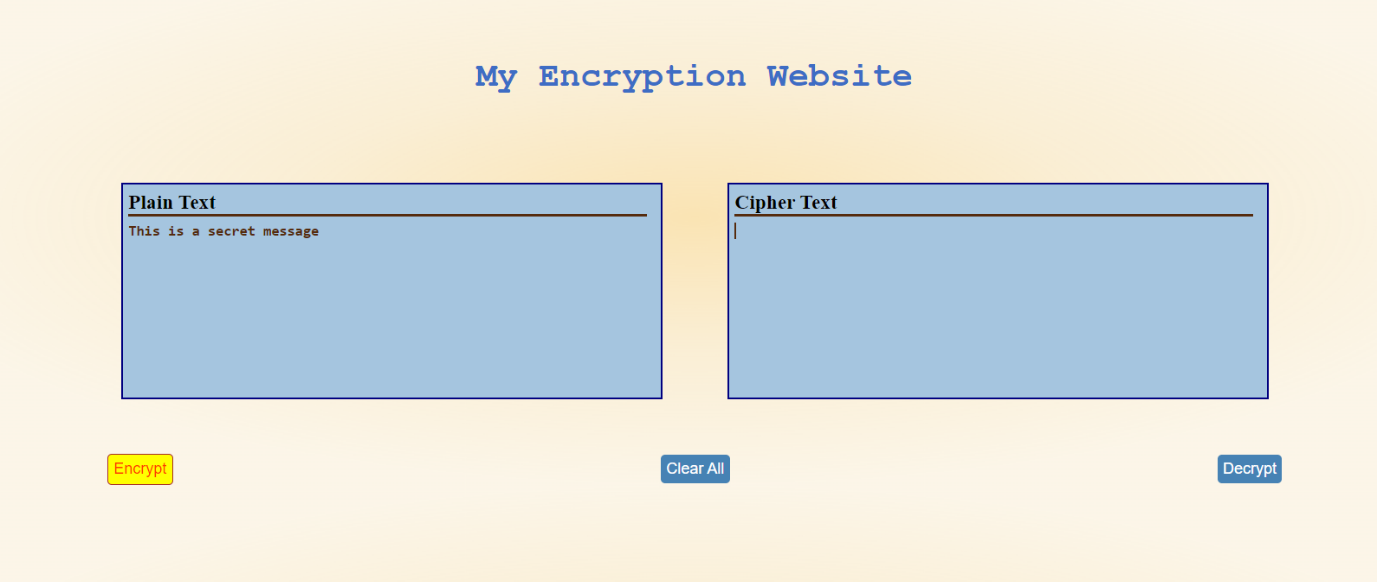 My Encryption Website
Plain Text
This is a secret message
Cipher Text
Encrypt
Clear All
Decrypt